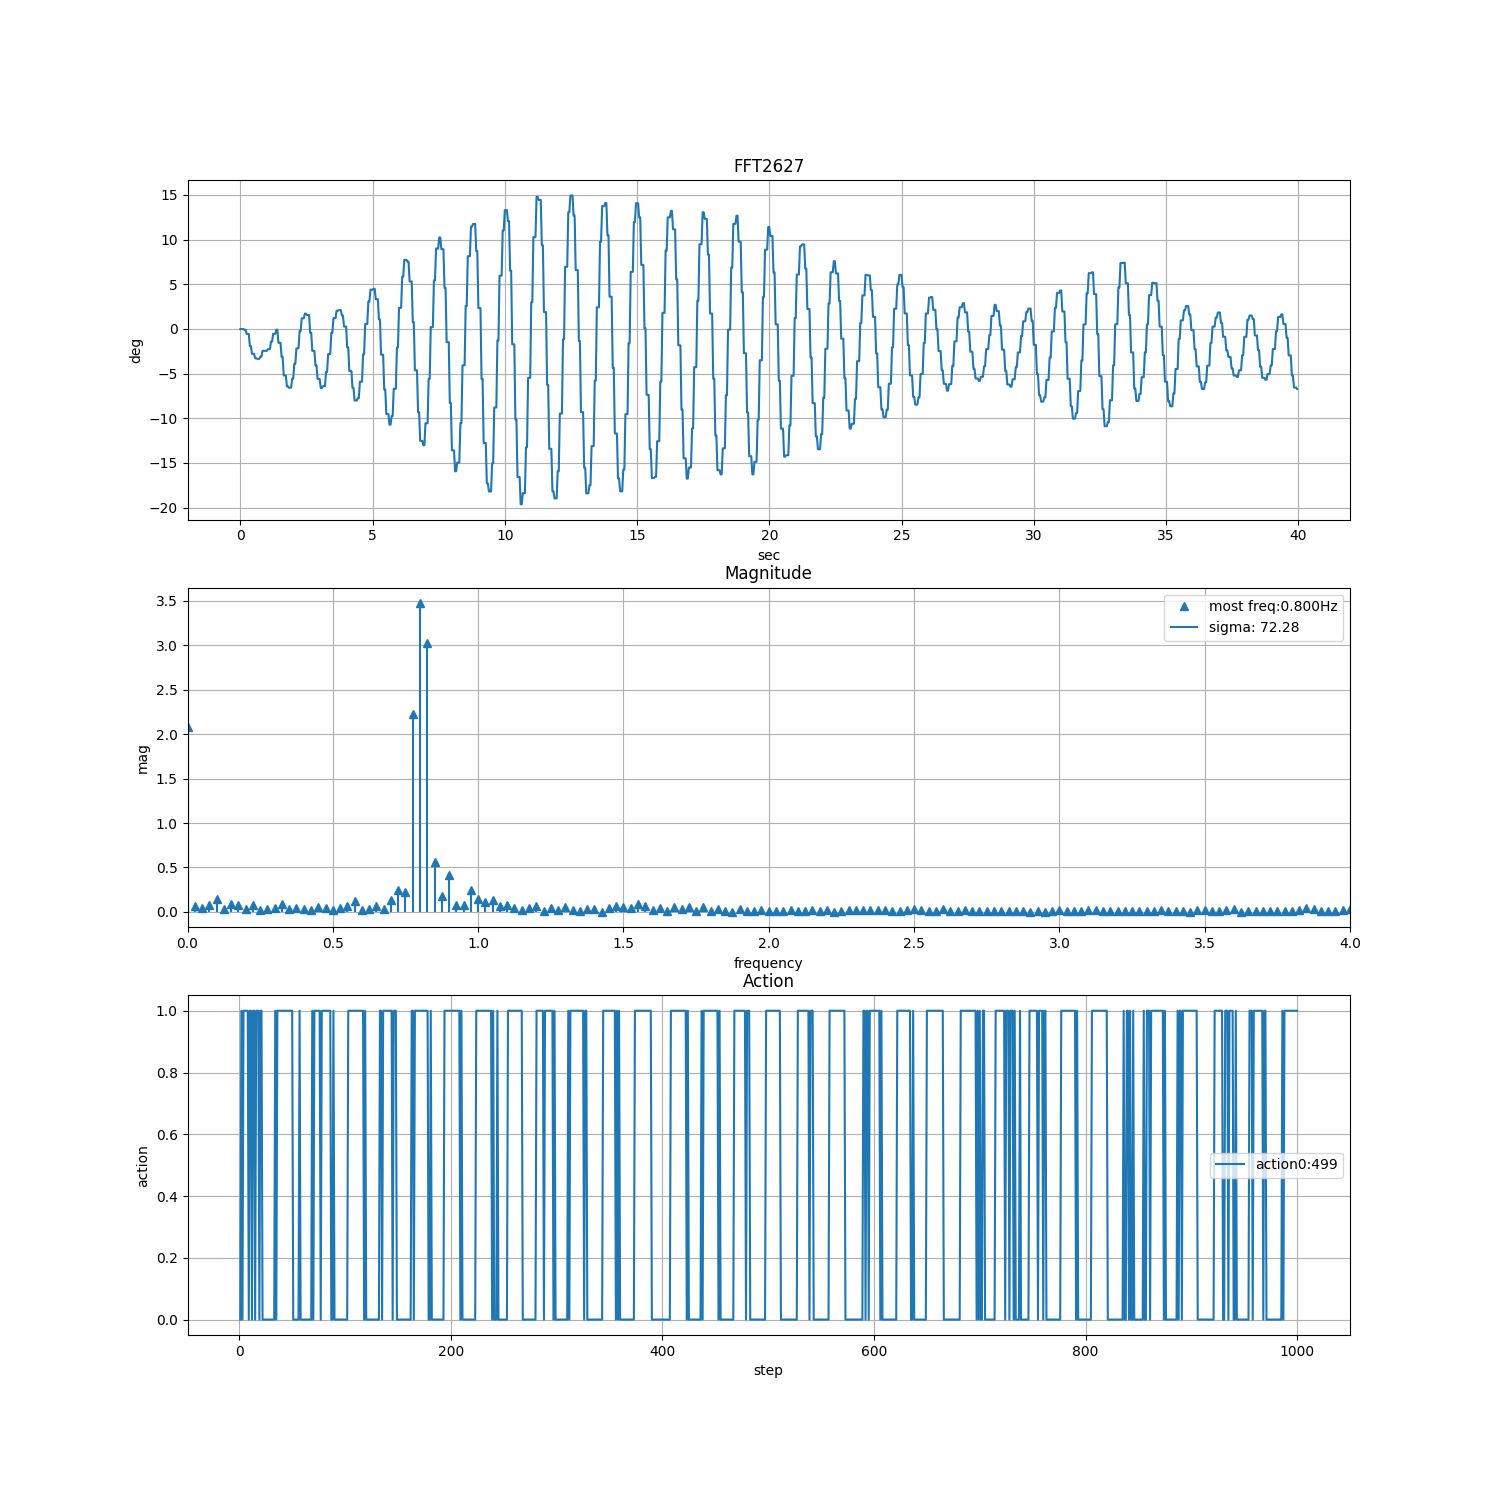 FFT2627
15
10
5
0
−5
−10
−15
−20
deg
0 5 10 15 20 25 30 35 40
sec
Magnitude
3.5
3.0
2.5
2.0
1.5
1.0
0.5
0.0
mag
most freq:0.800Hz
sigma: 72.28
0.0 0.5 1.0 1.5 2.0 2.5 3.0 3.5 4.0
frequency
Action
1.0
0.8
0.6
0.4
0.2
0.0
action
action0:499
0 200 400 600 800 1000
step